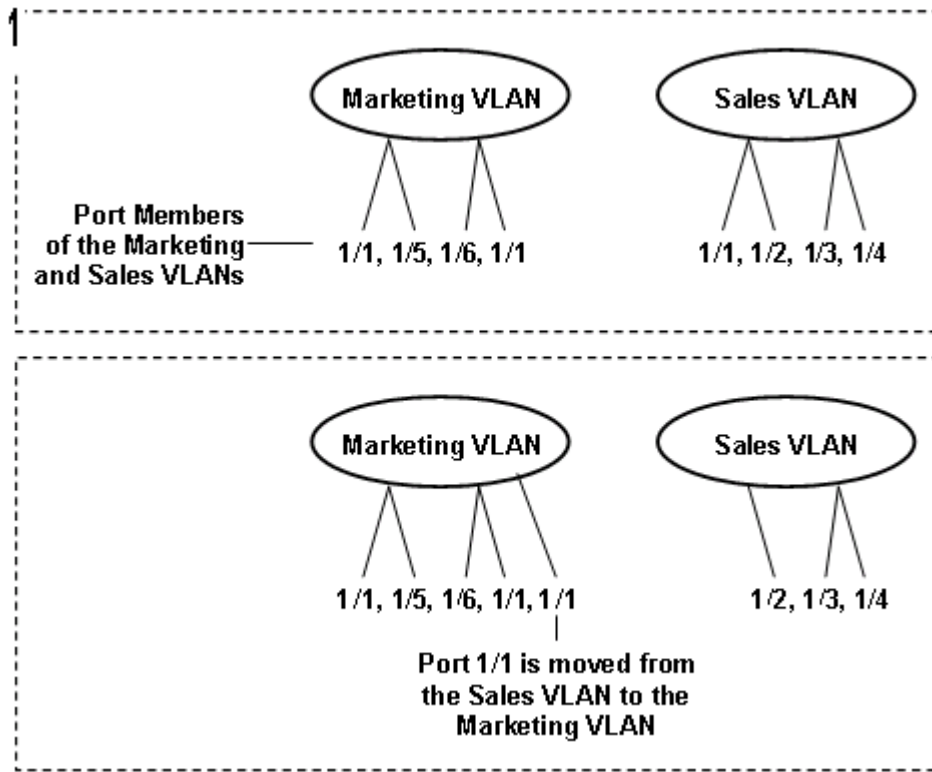 1
Marketing VLAN
Sales VLAN
Port Members
of the Marketing
and Sales VLANs
1/1, 1/5, 1/6, 1/1
1/1, 1/2, 1/3, 1/4
Marketing VLAN
Sales VLAN
1/1, 1/5, 1/6, 1/1, 1/1
1/2, 1/3, 1/4
Port 1/1 is moved from
the Sales VLAN to the
Marketing VLAN